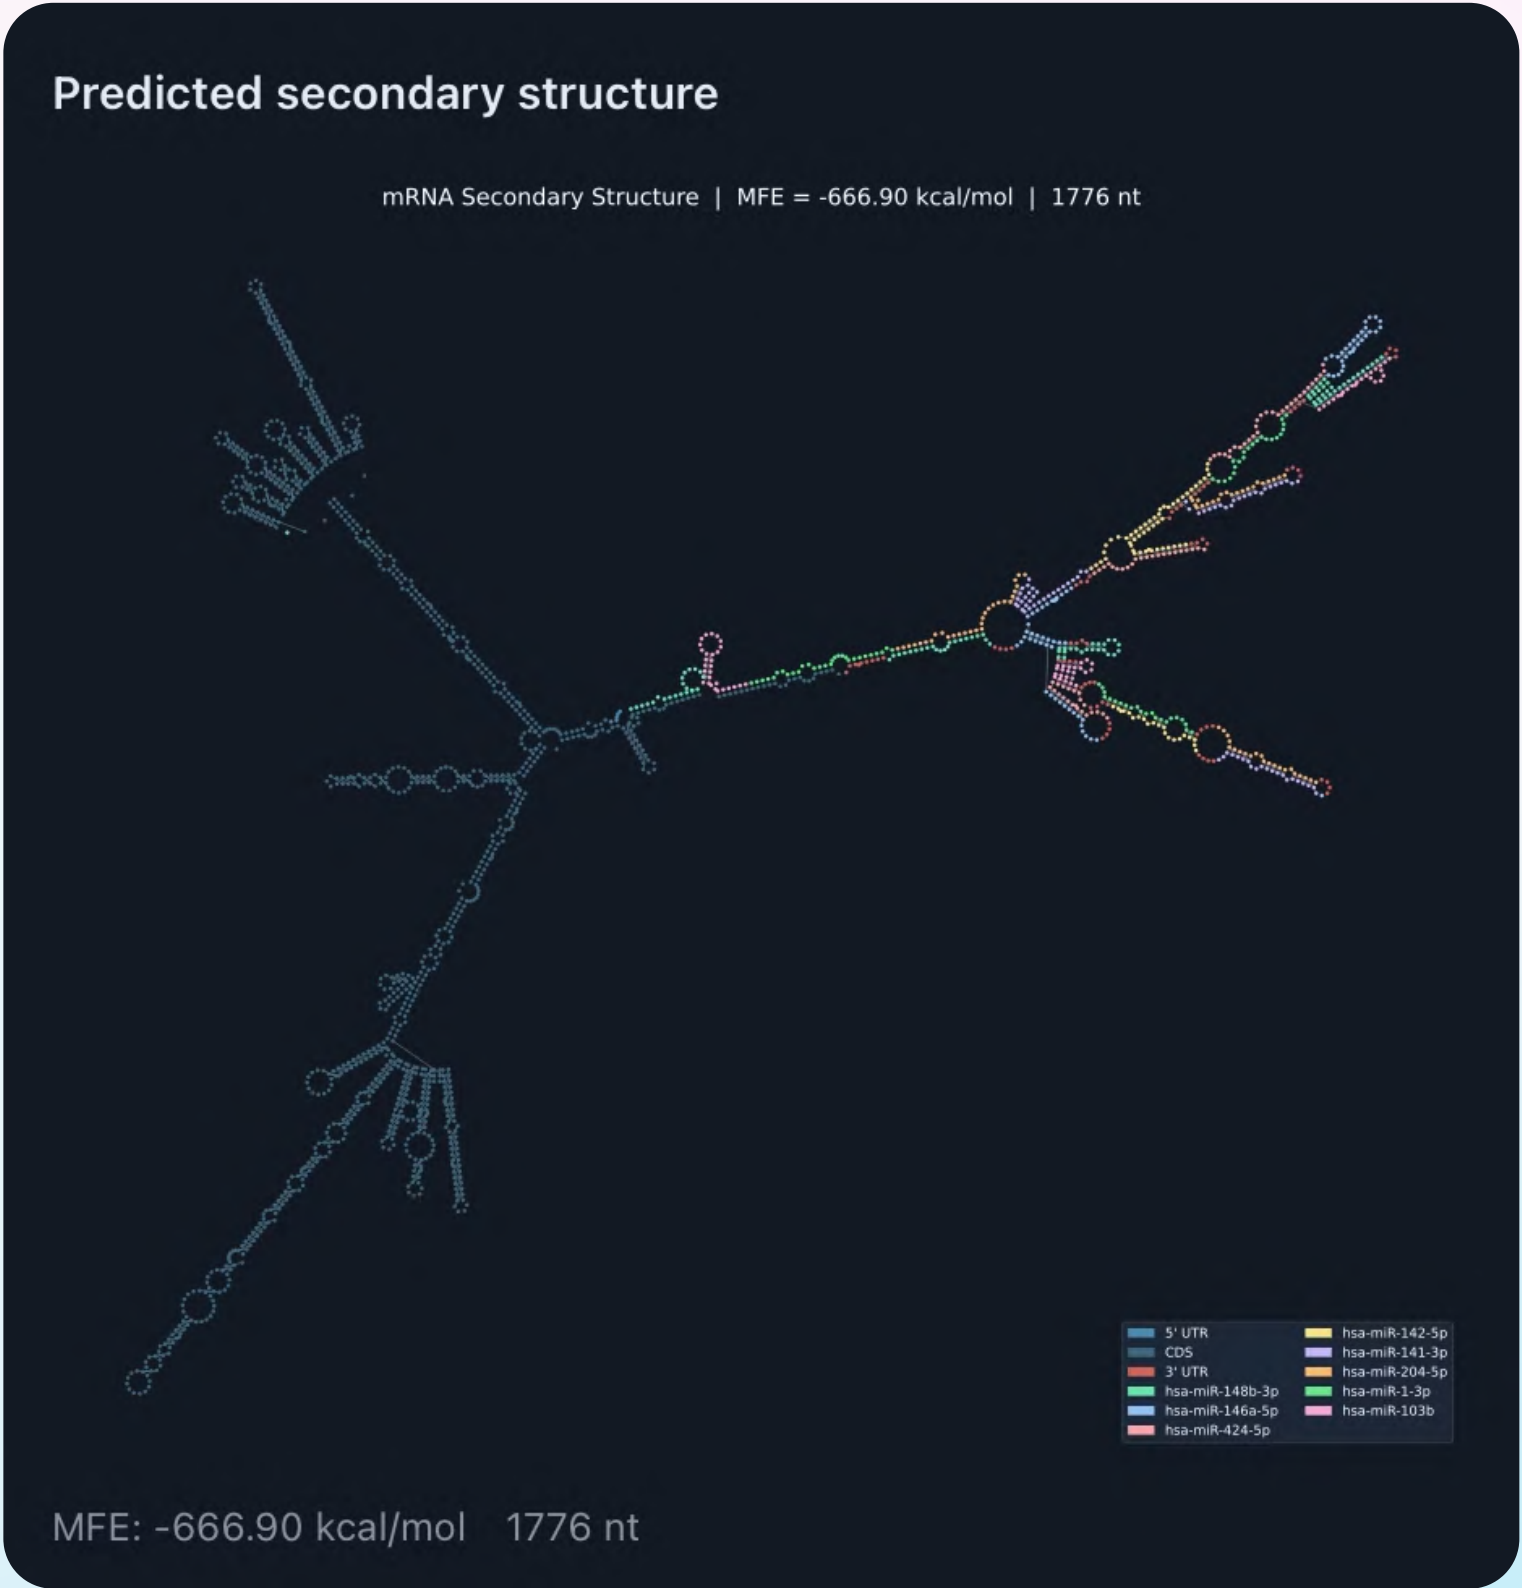 Predicted secondary structure
mRNA Secondary Structure | MFE = -666.90 kcal/mol | 1776 nt
5' UTR
CDS
3' UTR
hsa-miR-148b-3p
hsa-miR-146a-5p
hsa-miR-424-5p
hsa-miR-142-5p
hsa-miR-141-3p
hsa-miR-204-5p
hsa-miR-1-3p
hsa-miR-103b
MFE: -666.90 kcal/mol 1776 nt